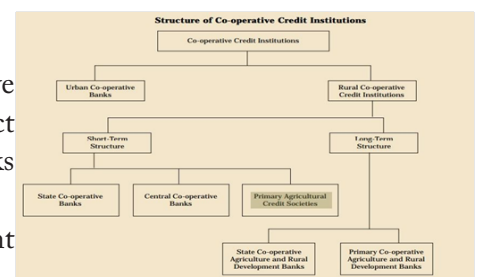 Structure of Co-operative Credit Institutions
Co-operative Credit Institutions
Urban Co-operative
Banks
Rural Co-operative
Credit Institutions
Short-Term
Structure
Long-Term
Structure
State Co-operative
Banks
Central Co-operative
Banks
Primary Agricultural
Credit Societies
State Co-operative
Agriculture and Rural
Development Banks
Primary Co-operative
Agriculture and Rural
Development Banks